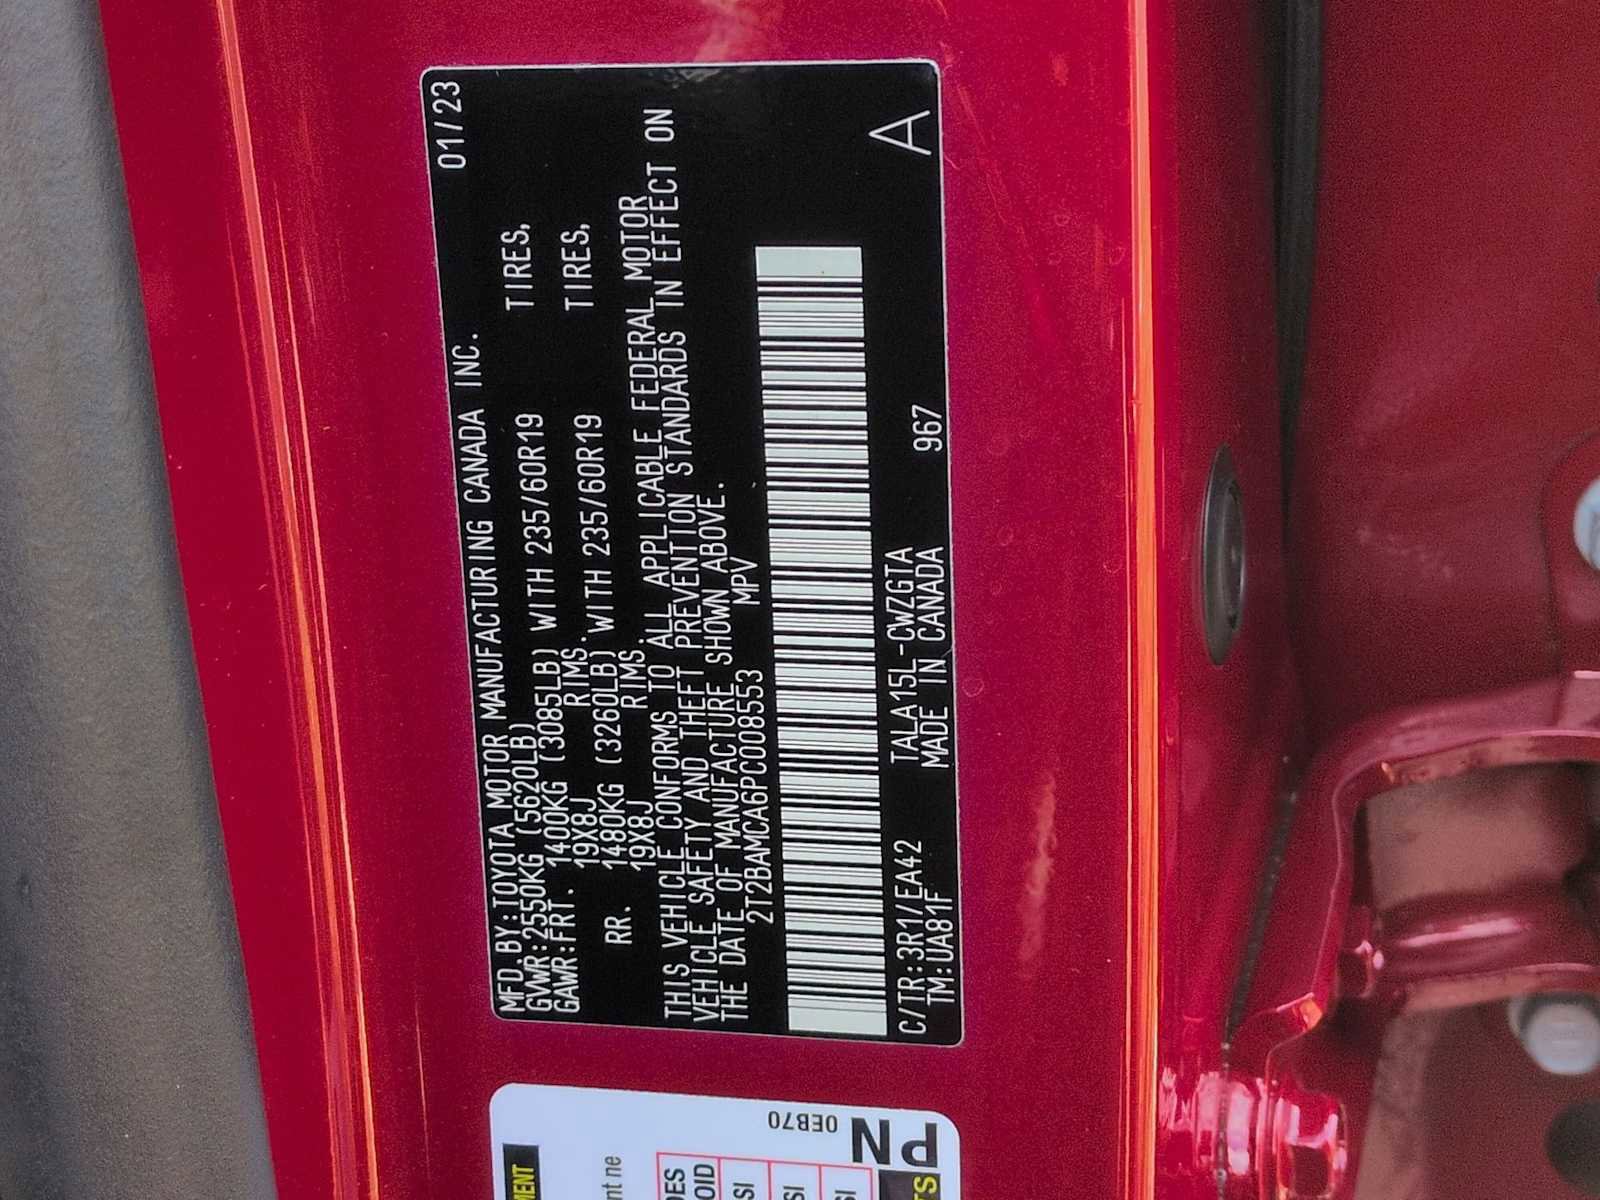 MFD.BY:TOYOTA MOTOR MANUFACTURING CANADA INC. 01/23
GVWR:2550KG (5620LB)
GAWR:FRT. 1400KG (3085LB) WITH 235/60R19 TIRES,
19X8J RIMS.
RR. 1480KG (3260LB) WITH 235/60R19 TIRES,
19X8J RIMS.
THIS VEHICLE CONFORMS TO ALL APPLICABLE FEDERAL MOTOR
VEHICLE SAFETY AND THEFT PREVENTION STANDARDS IN EFFECT ON
THE DATE OF MANUFACTURE SHOWN ABOVE.
2T2BAMCA6PC008553 MPV
A
C/TR:3R1/EA42 TALA15L-CWZGTA 967
TM:UA81F MADE IN CANADA
0EB70
PN